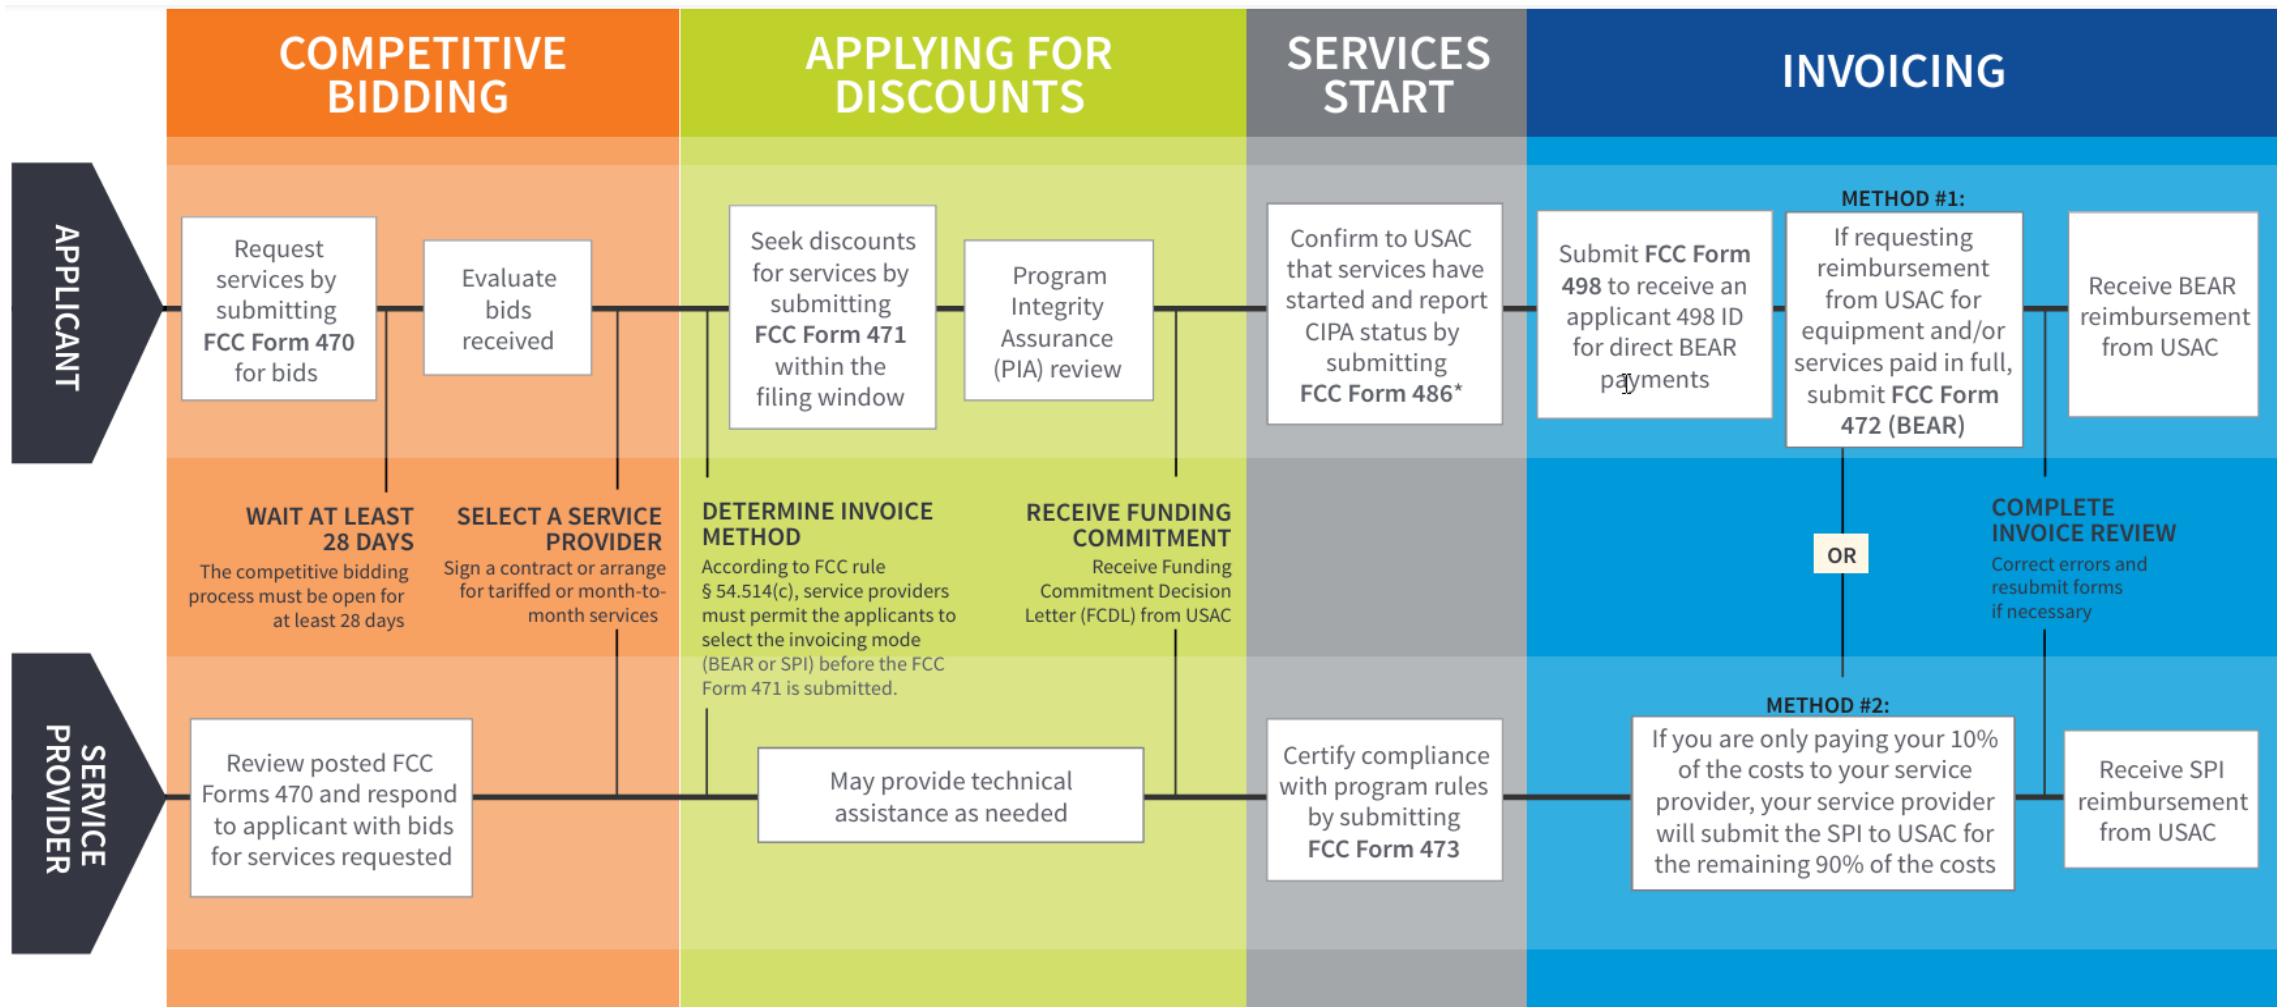 COMPETITIVE
BIDDING
APPLYING FOR
DISCOUNTS
SERVICES
START
INVOICING
APPLICANT
Request
services by
submitting
FCC Form 470
for bids
Evaluate
bids
received
Seek discounts
for services by
submitting
FCC Form 471
within the
filing window
Program
Integrity
Assurance
(PIA) review
Confirm to USAC
that services have
started and report
CIPA status by
submitting
FCC Form 486*
Submit FCC Form
498 to receive an
applicant 498 ID
for direct BEAR
payments
METHOD #1:
If requesting
reimbursement
from USAC for
equipment and/or
services paid in full,
submit FCC Form
472 (BEAR)
Receive BEAR
reimbursement
from USAC
WAIT AT LEAST
28 DAYS
The competitive bidding
process must be open for
at least 28 days
SELECT A SERVICE
PROVIDER
Sign a contract or arrange
for tariffed or month-to-
month services
DETERMINE INVOICE
METHOD
According to FCC rule
§ 54.514(c), service providers
must permit the applicants to
select the invoicing mode
(BEAR or SPI) before the FCC
Form 471 is submitted.
RECEIVE FUNDING
COMMITMENT
Receive Funding
Commitment Decision
Letter (FCDL) from USAC
OR
COMPLETE
INVOICE REVIEW
Correct errors and
resubmit forms
if necessary
SERVICE
PROVIDER
Review posted FCC
Forms 470 and respond
to applicant with bids
for services requested
May provide technical
assistance as needed
Certify compliance
with program rules
by submitting
FCC Form 473
METHOD #2:
If you are only paying your 10%
of the costs to your service
provider, your service provider
will submit the SPI to USAC for
the remaining 90% of the costs
Receive SPI
reimbursement
from USAC